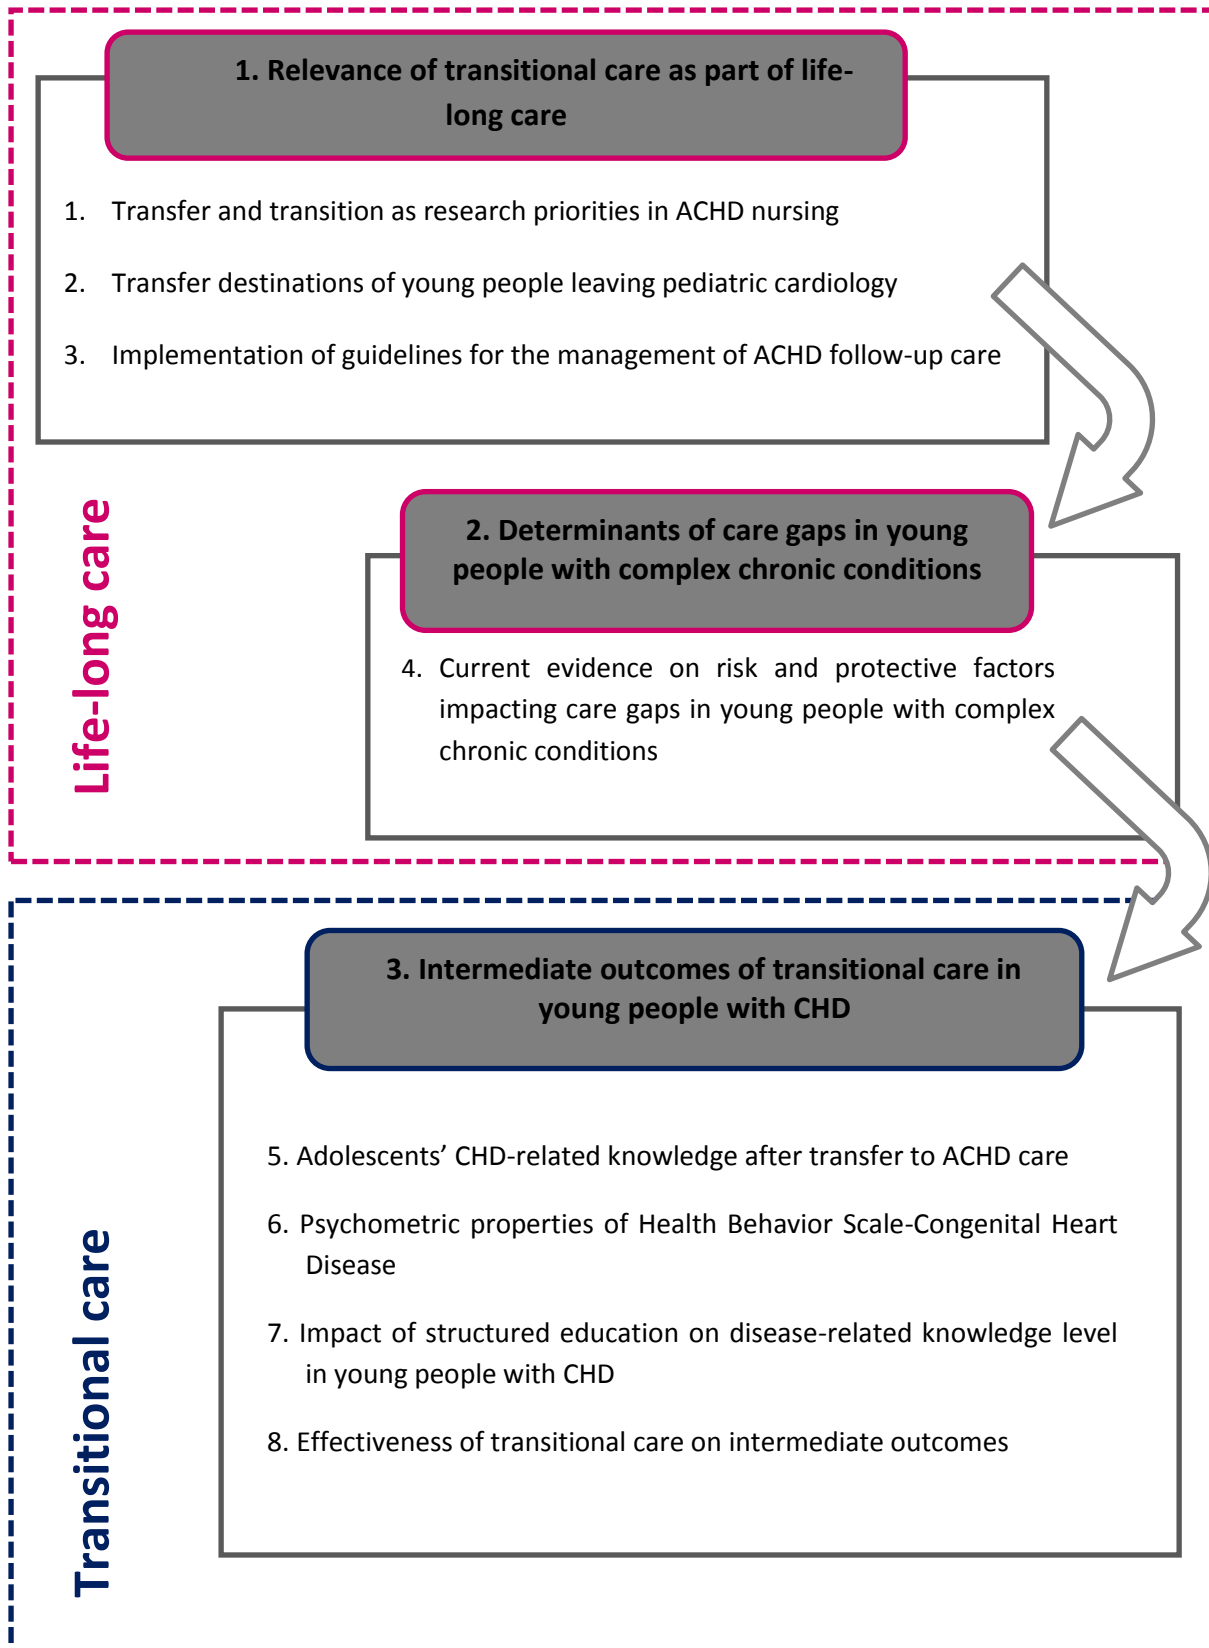 1. Relevance of transitional care as part of life-
long care
1. Transfer and transition as research priorities in ACHD nursing
2. Transfer destinations of young people leaving pediatric cardiology
3. Implementation of guidelines for the management of ACHD follow-up care
Life-long care
2. Determinants of care gaps in young
people with complex chronic conditions
4. Current evidence on risk and protective factors
impacting care gaps in young people with complex
chronic conditions
3. Intermediate outcomes of transitional care in
young people with CHD
5. Adolescents’ CHD-related knowledge after transfer to ACHD care
6. Psychometric properties of Health Behavior Scale-Congenital Heart
Disease
7. Impact of structured education on disease-related knowledge level
in young people with CHD
8. Effectiveness of transitional care on intermediate outcomes
Transitional care